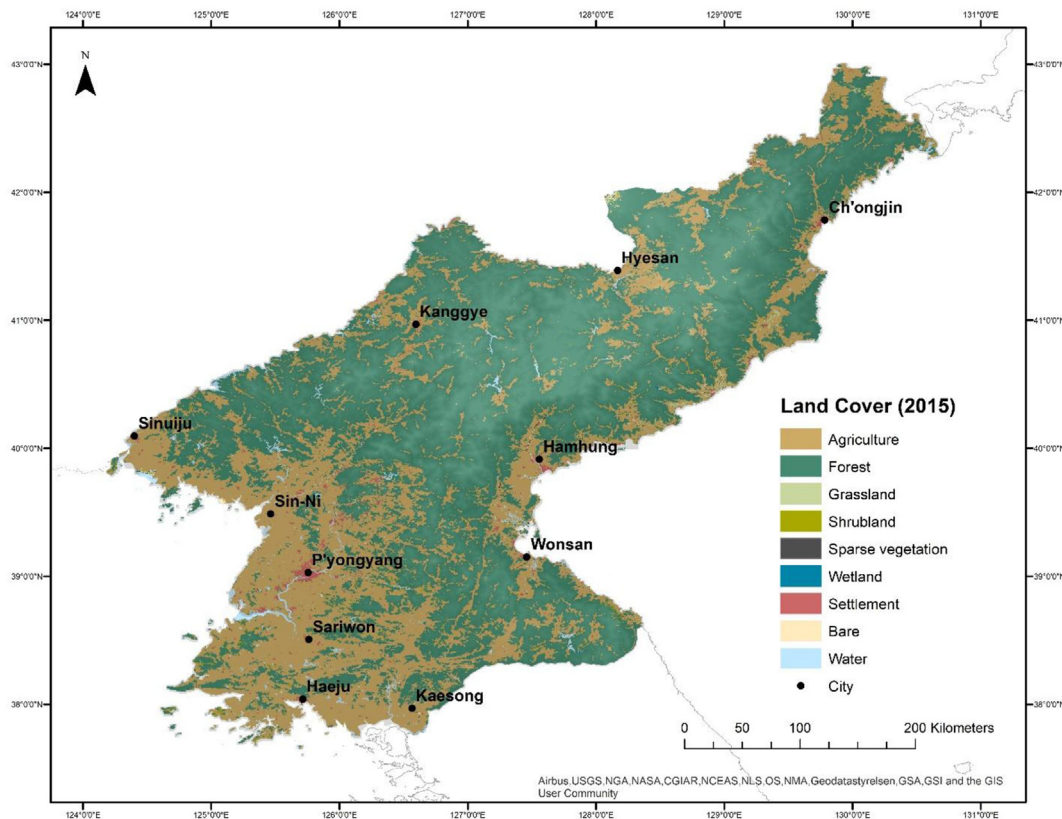 124°0'0"E 125°0'0"E 126°0'0"E 127°0'0"E 128°0'0"E 129°0'0"E 130°0'0"E 131°0'0"E
N
43°0'0"N 43°0'0"N
42°0'0"N 42°0'0"N
Ch'ongjin
Hyesan
Kanggye
41°0'0"N 41°0'0"N
Sinuiju
Land Cover (2015)
Agriculture
40°0'0"N 40°0'0"N
Hamhung
Forest
Grassland
Sin-Ni
Shrubland
Wonsan
Sparse vegetation
P'yongyang
39°0'0"N 39°0'0"N
Wetland
Settlement
Sariwon
Bare
Water
Haeju
Kaesong
City
38°0'0"N 38°0'0"N
0 50 100 200 Kilometers
Airbus,USGS,NGA,NASA,CGIAR,NCEAS,NLS,OS,NMA,Geodatastyrelsen,GSA,GSI and the GIS
User Community
124°0'0"E 125°0'0"E 126°0'0"E 127°0'0"E 128°0'0"E 129°0'0"E 130°0'0"E 131°0'0"E